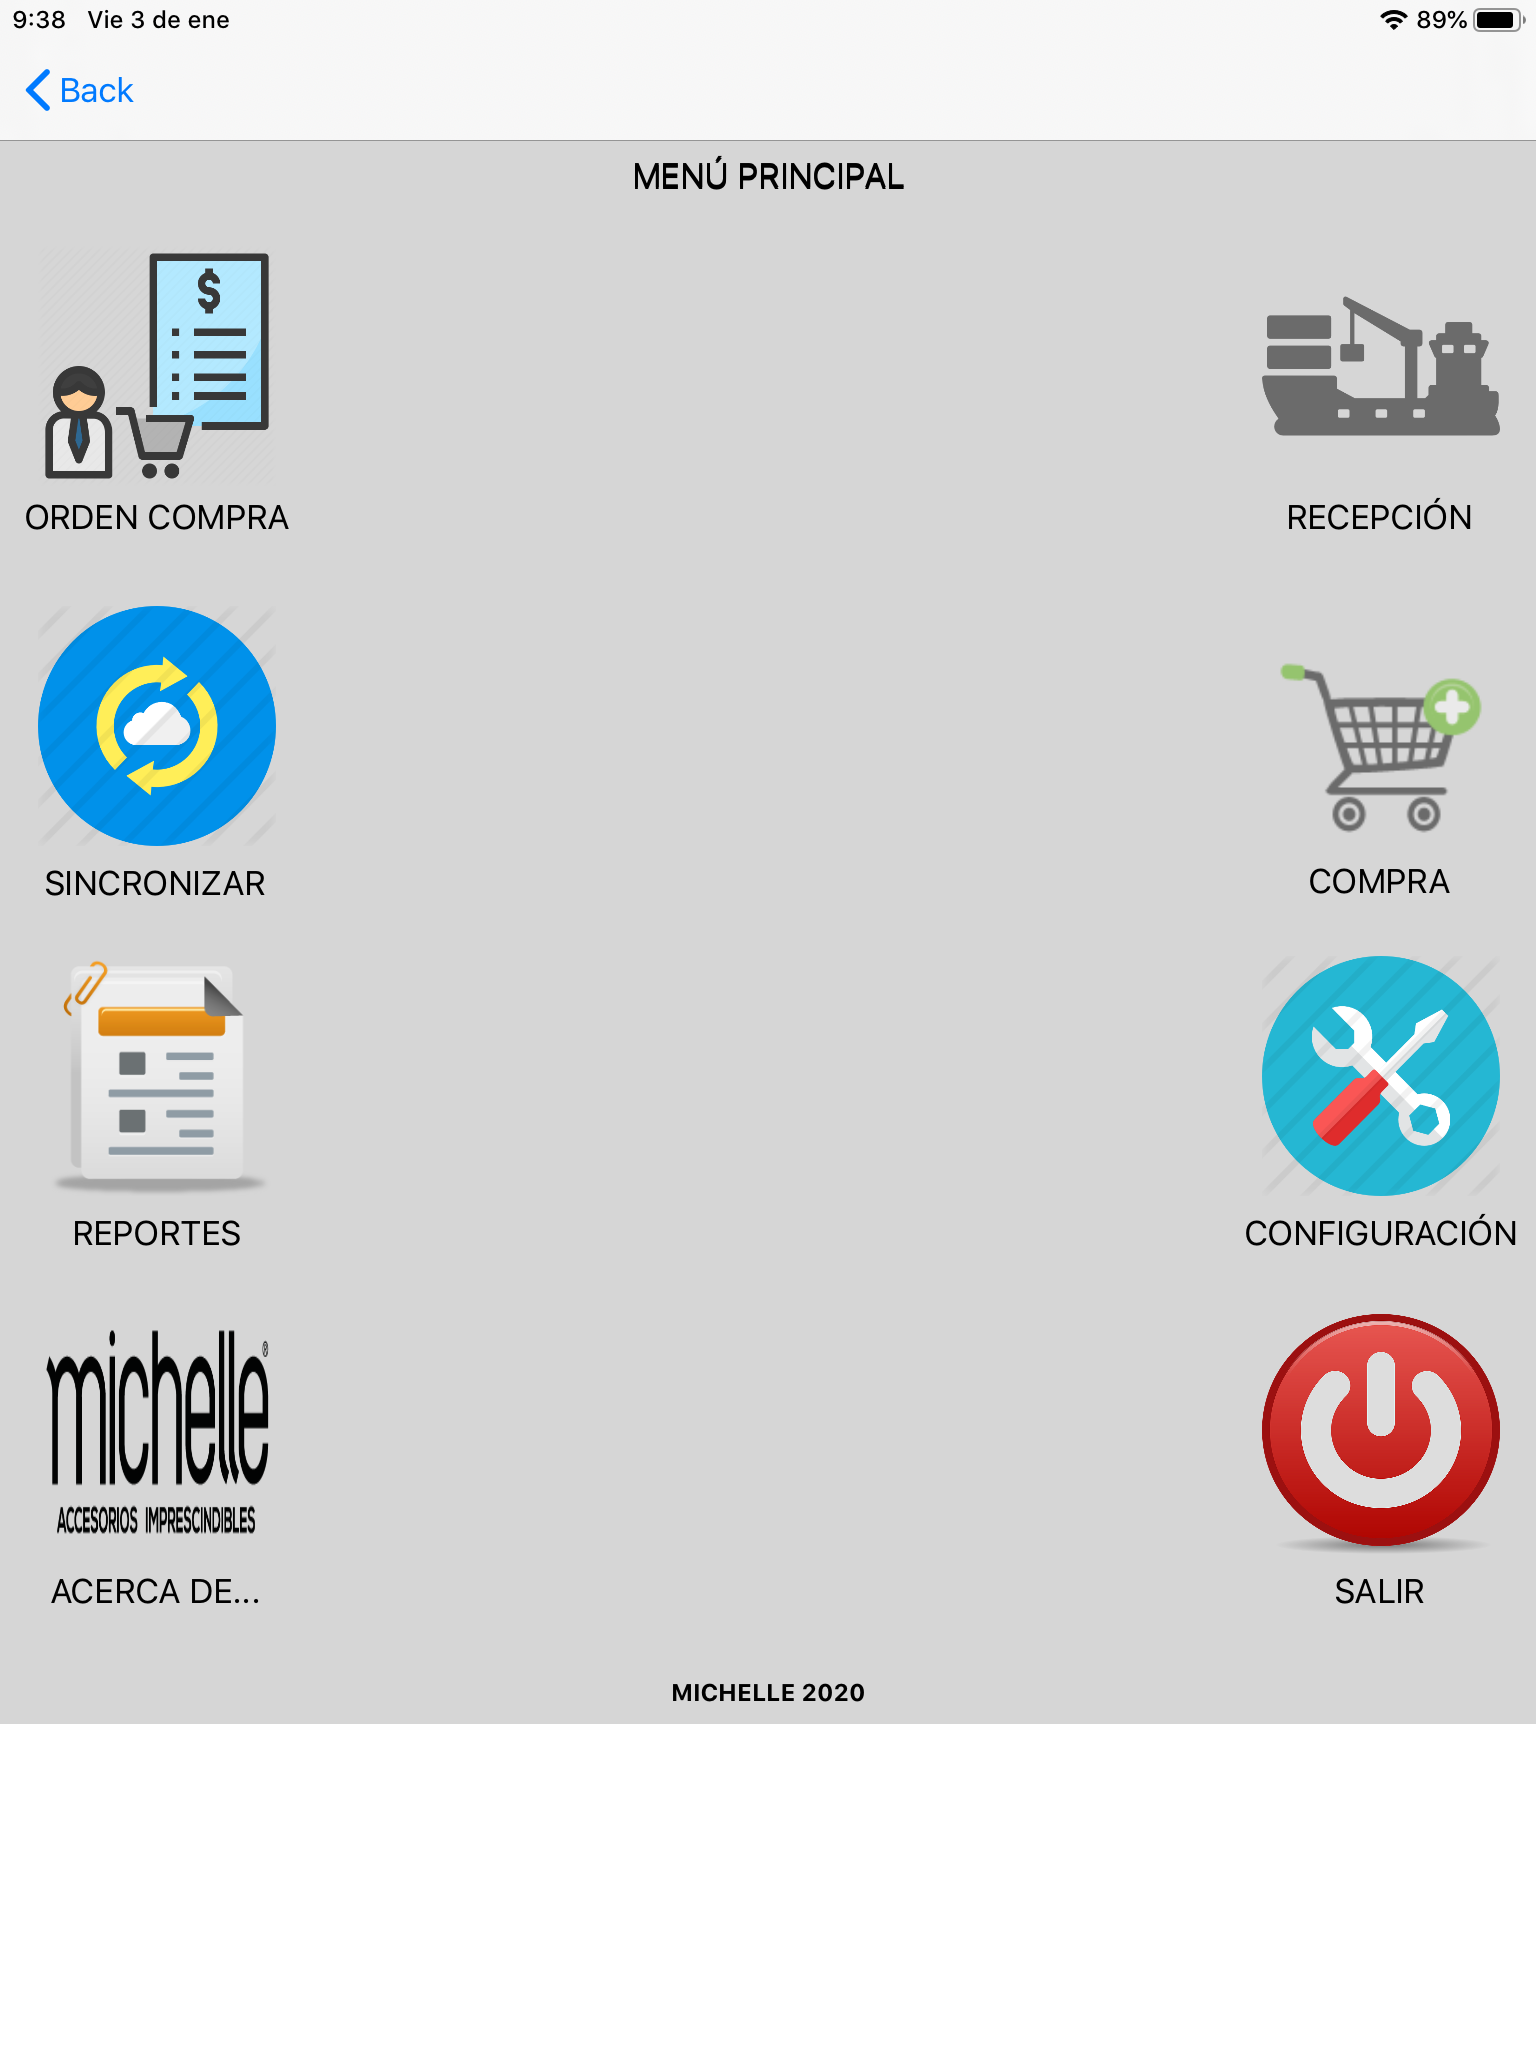 9:38 Vie 3 de ene 89%
Back
MENÚ PRINCIPAL
$
ORDEN COMPRA RECEPCIÓN
SINCRONIZAR COMPRA
REPORTES CONFIGURACIÓN
michelle®
ACCESORIOS IMPRESCINDIBLES
ACERCA DE... SALIR
MICHELLE 2020